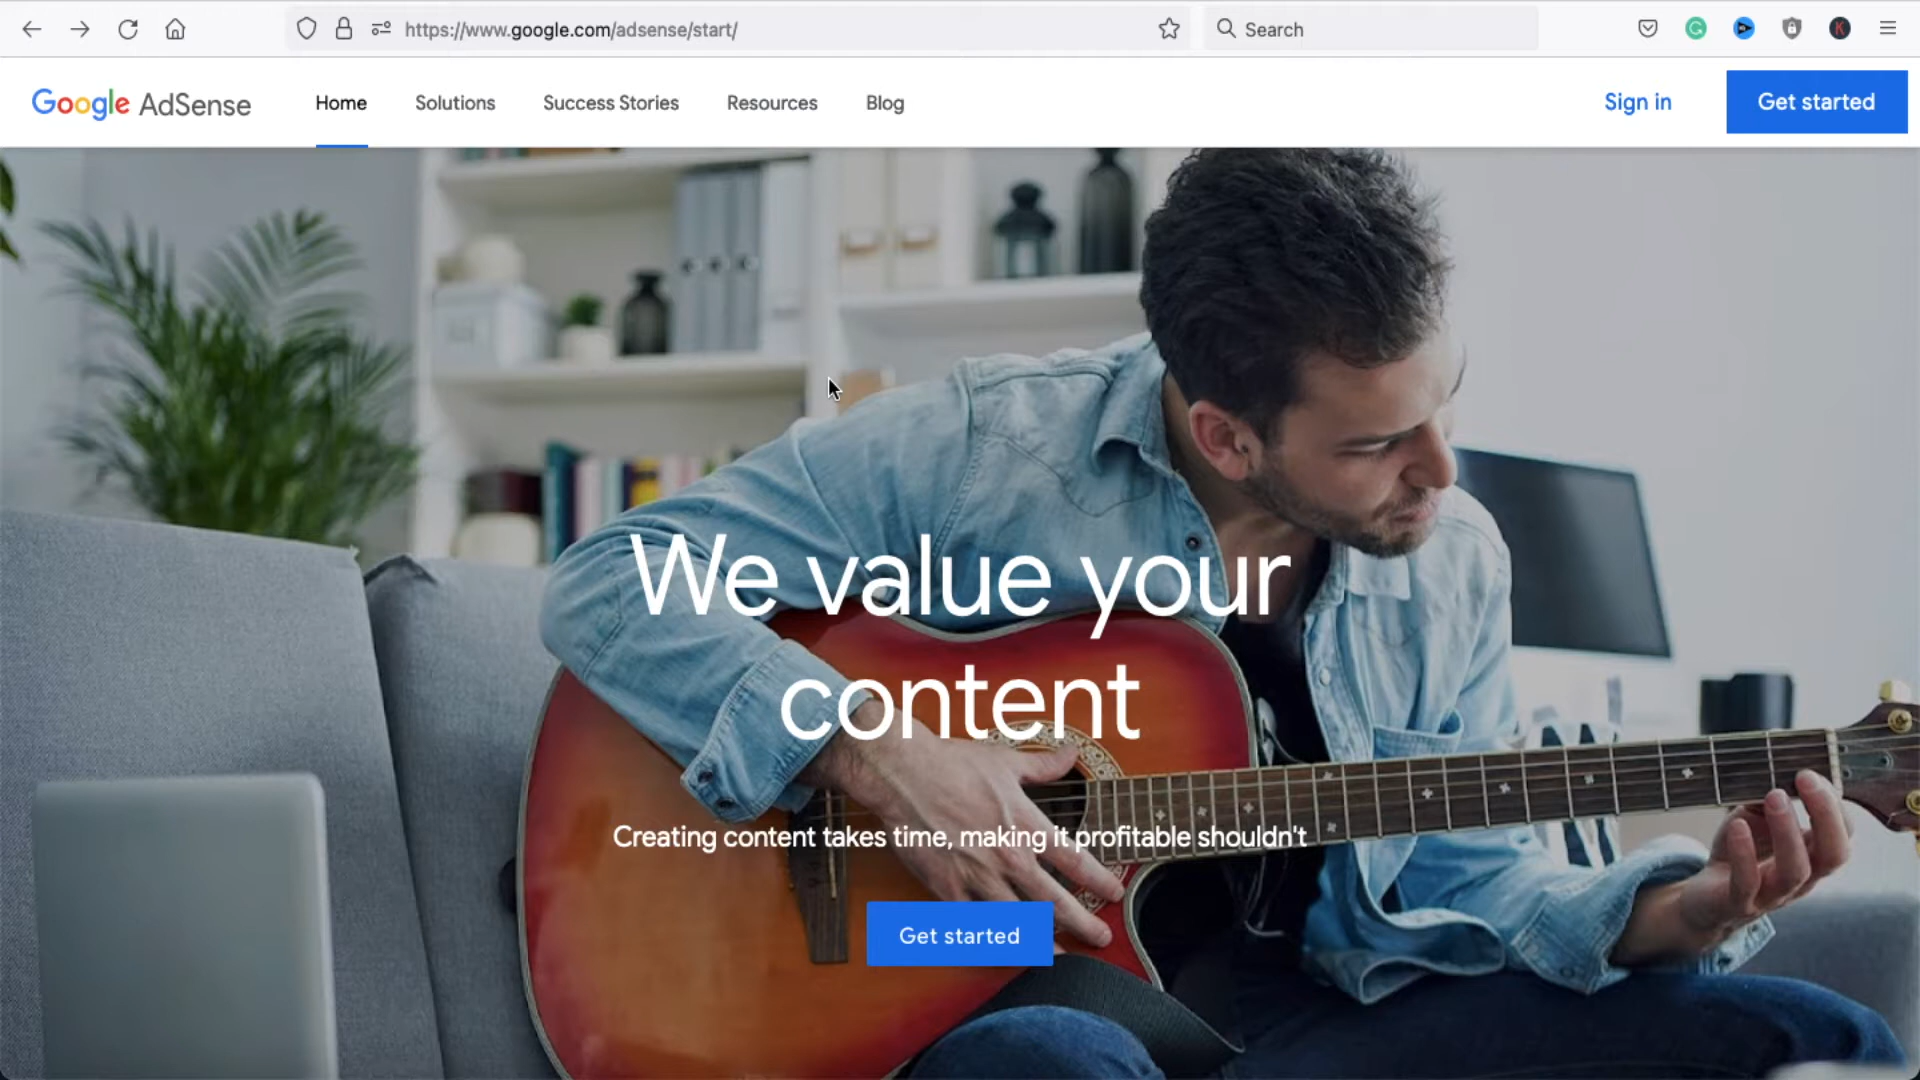 https://www.google.com/adsense/start/
Search
Google AdSense
Home
Solutions
Success Stories
Resources
Blog
Sign in
Get started
We value your
content
Creating content takes time, making it profitable shouldn't
Get started